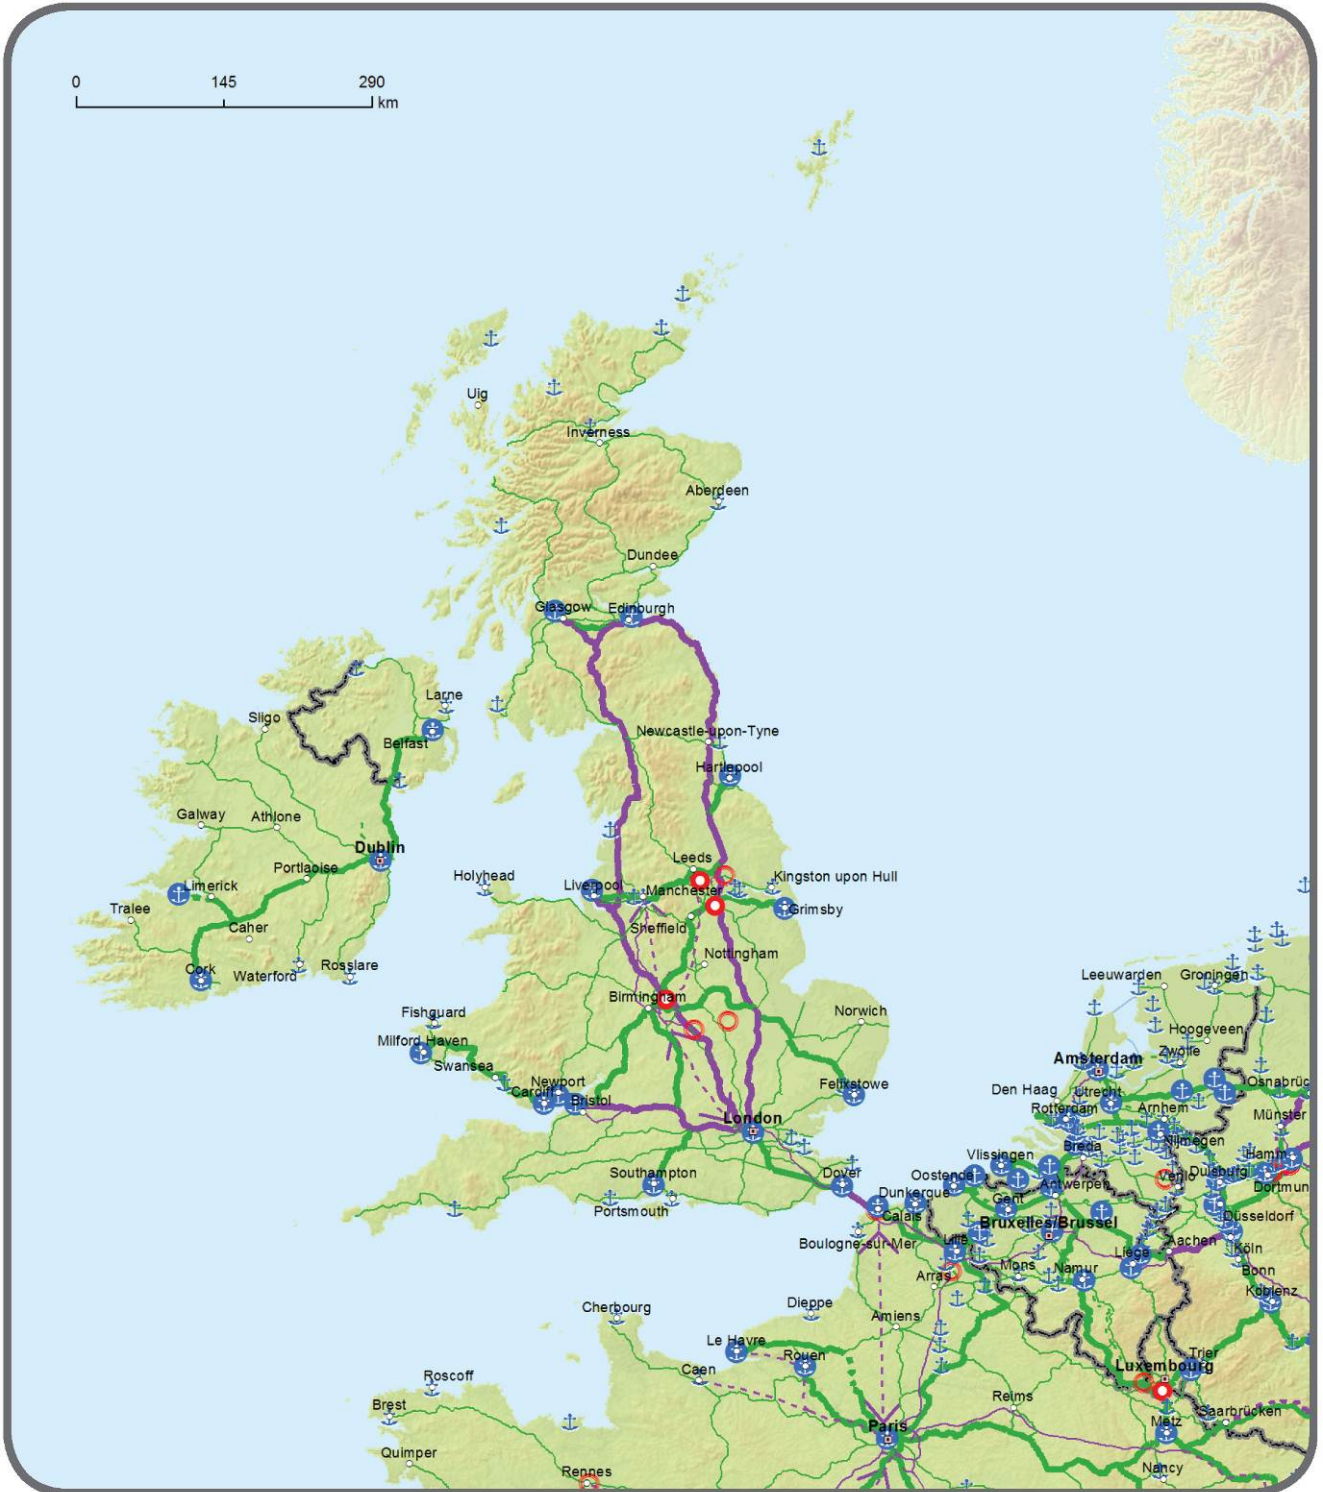 0 145 290
km
Uig
Inverness
Aberdeen
Dundee
Glasgow Edinburgh
Larne
Sligo
Belfast
Newcastle-upon-Tyne
Hartlepool
Galway
Athlone
Dublin
Portlaoise
Leeds
Holyhead
Liverpool
Manchester
Kingston upon Hull
Limerick
Tralee
Grimsby
Caher
Sheffield
Nottingham
Cork
Waterford
Rosslare
Leeuwarden
Groningen
Birmingham
Fishguard
Norwich
Hoogeveen
Milford Haven
Zwolle
Amsterdam
Swansea
Newport
Cardiff
Bristol
Felixstowe
Den Haag
Utrecht
Osnabrüc
Rotterdam
Arnhem
Münster
London
Nijmegen
Breda
Vlissingen
Hamm
Southampton
Dover
Oostende
Venlo
Duisburg
Antwerpen
Dortmun
Dunkerque
Gent
Portsmouth
Calais
Bruxelles/Brussel
Düsseldorf
Boulogne-sur-Mer
Lille
Liège
Aachen
Köln
Arras
Mons
Namur
Bonn
Koblenz
Cherbourg
Dieppe
Amiens
Le Havre
Rouen
Trier
Caen
Luxembourg
Roscoff
Reims
Brest
Paris
Metz
Saarbrücken
Quimper
Rennes
Nancy